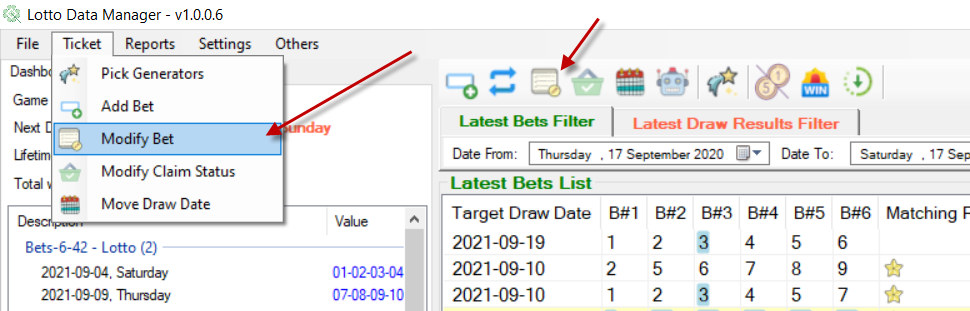 Lotto Data Manager - v1.0.0.6
File Ticket Reports Settings Others
Pick Generators
Add Bet
Modify Bet
Modify Claim Status
Move Draw Date
Dashbo
Game
Next D
unday
Lifetim
Total w
Description Value
Bets-6-42 - Lotto (2)
2021-09-04, Saturday 01-02-03-04
2021-09-09, Thursday 07-08-09-10
1
WIN
Latest Bets Filter Latest Draw Results Filter
Date From: Thursday , 17 September 2020 Date To: Saturday , 17 Sep
Latest Bets List
Target Draw Date B#1 B#2 B#3 B#4 B#5 B#6 Matching
2021-09-19 1 2 3 4 5 6
2021-09-10 2 5 6 7 8 9
2021-09-10 1 2 3 4 5 7